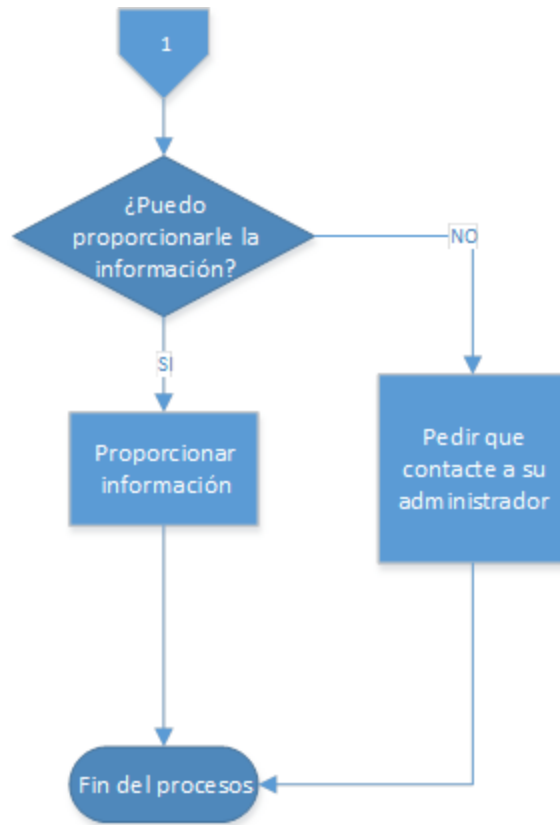 1
¿Puedo
proporcionarle la
información?
NO
SI
Proporcionar
información
Pedir que
contacte a su
administrador
Fin del procesos